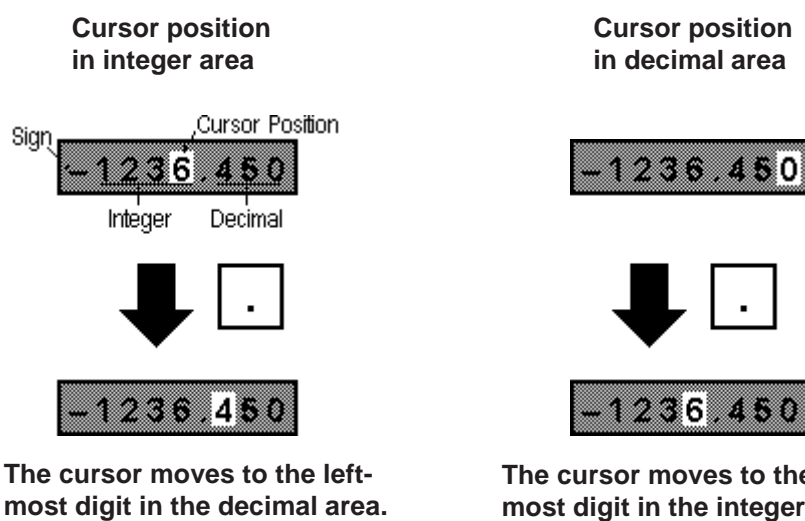 Cursor position
in integer area
Sign
Cursor Position
-1236.450
Integer
Decimal
.
-1236.450
The cursor moves to the left-
most digit in the decimal area.
Cursor position
in decimal area
-1236.450
.
-1236.450
The cursor moves to the
most digit in the integer